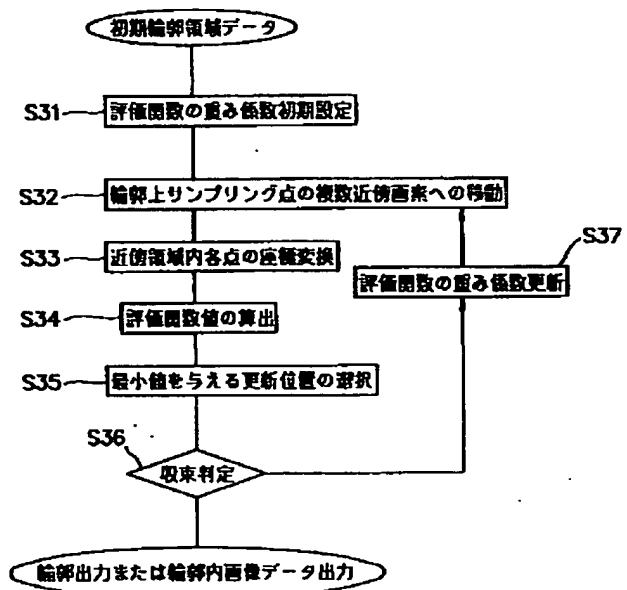 初期輪郭領域データ
S31
評価関数の重み係数初期設定
S32
輪郭上サンプリング点の複数近傍画素への移動
S33
近傍領域内各点の座標変換
S37
評価関数の重み係数更新
S34
評価関数値の算出
S35
最小値を与える更新位置の選択
S36
収束判定
輪郭出力または輪郭内画像データ出力